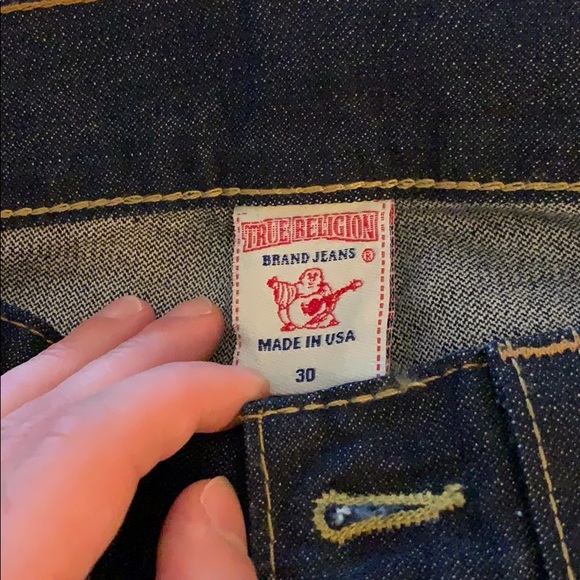 TRUE RELIGION
BRAND JEANS ®
MADE IN USA
30